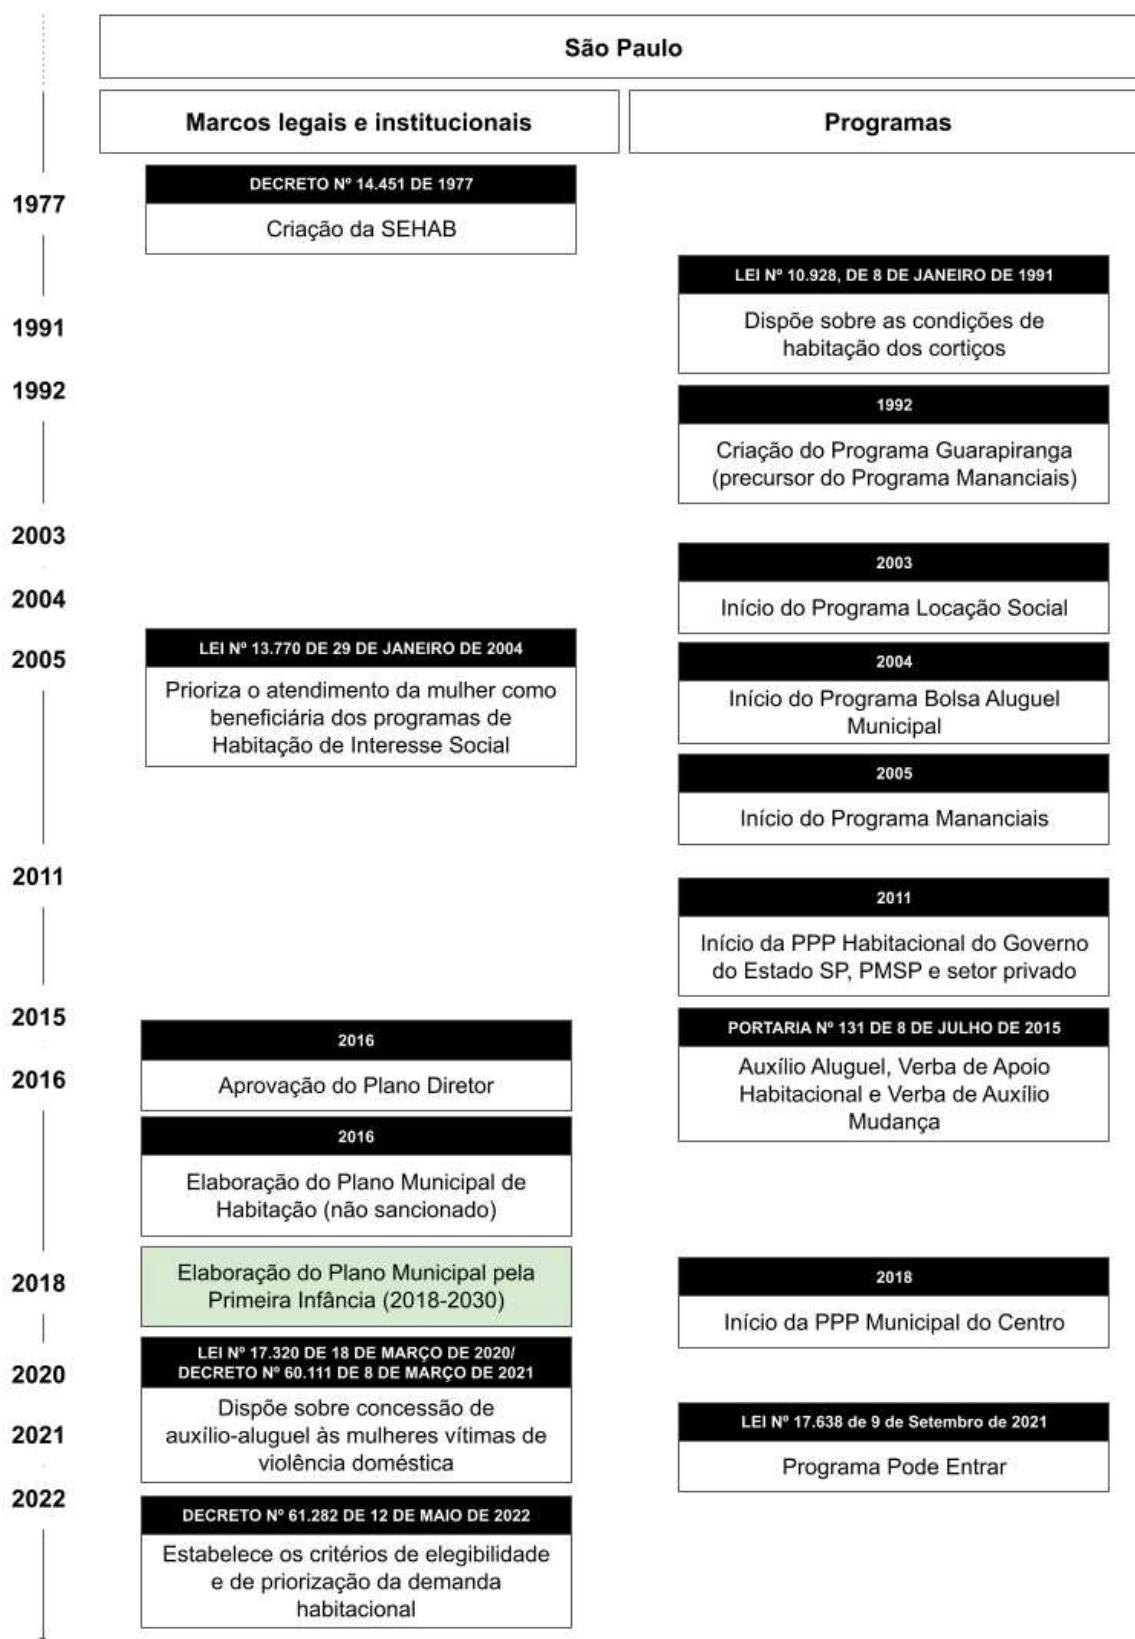 São Paulo
Marcos legais e institucionais
Programas
1977
DECRETO Nº 14.451 DE 1977
Criação da SEHAB
LEI Nº 10.928, DE 8 DE JANEIRO DE 1991
1991
Dispõe sobre as condições de
habitação dos cortiços
1992
1992
Criação do Programa Guarapiranga
(precursor do Programa Mananciais)
2003
2003
Início do Programa Locação Social
2004
LEI Nº 13.770 DE 29 DE JANEIRO DE 2004
Prioriza o atendimento da mulher como
beneficiária dos programas de
Habitação de Interesse Social
2005
2004
Início do Programa Bolsa Aluguel
Municipal
2005
Início do Programa Mananciais
2011
2011
Início da PPP Habitacional do Governo
do Estado SP, PMSP e setor privado
2015
PORTARIA Nº 131 DE 8 DE JULHO DE 2015
Auxílio Aluguel, Verba de Apoio
Habitacional e Verba de Auxílio
Mudança
2016
2016
Aprovação do Plano Diretor
2016
Elaboração do Plano Municipal de
Habitação (não sancionado)
2018
Elaboração do Plano Municipal pela
Primeira Infância (2018-2030)
2018
Início da PPP Municipal do Centro
2020
LEI Nº 17.320 DE 18 DE MARÇO DE 2020/
DECRETO Nº 60.111 DE 8 DE MARÇO DE 2021
Dispõe sobre concessão de
auxílio-aluguel às mulheres vítimas de
violência doméstica
2021
LEI Nº 17.638 de 9 de Setembro de 2021
Programa Pode Entrar
2022
DECRETO Nº 61.282 DE 12 DE MAIO DE 2022
Estabelece os critérios de elegibilidade
e de priorização da demanda
habitacional